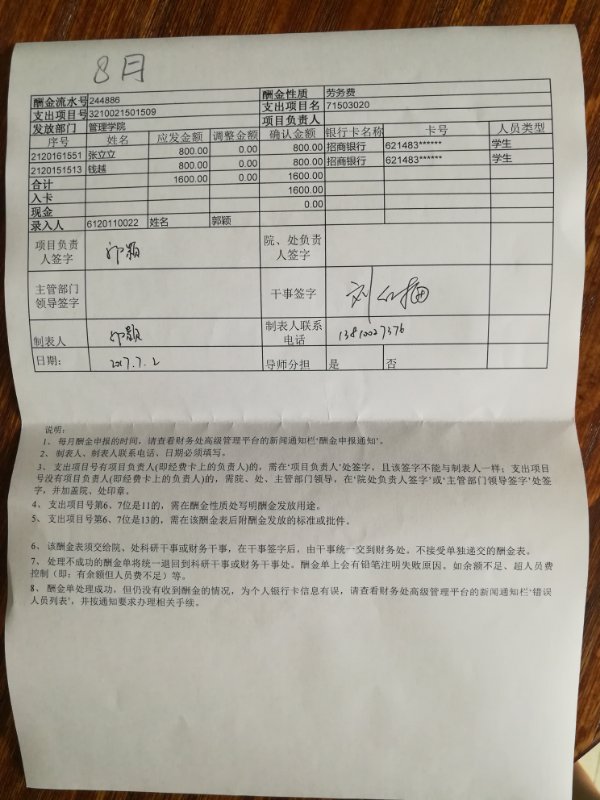 8月
酬金流水号 244886 酬金性质 劳务费
支出项目号 3210021501509 支出项目名 71503020
发放部门 管理学院 项目负责人
序号 姓名 应发金额 调整金额 确认金额 银行卡名称 卡号 人员类型
2120161551 张立立 800.00 0.00 800.00 招商银行 621483****** 学生
2120151513 钱越 800.00 0.00 800.00 招商银行 621483****** 学生
合计 1600.00 0.00 1600.00
入卡 1600.00
现金 0.00
录入人 6120110022 姓名 郭颖
项目负责人签字 院、处负责人签字
主管部门领导签字 干事签字
制表人 制表人联系电话 13810027376
日期: 2017.7.2 导师分担 是 否
说明:
1、每月酬金申报的时间，请查看财务处高级管理平台的新闻通知栏‘酬金申报通知’。
2、制表人、制表人联系电话、日期必须填写。
3、支出项目号有项目负责人(即经费卡上的负责人)的，需在‘项目负责人’处签字，且该签字不能与制表人一样；支出项目
号没有项目负责人(即经费卡上的负责人)的，需院、处、主管部门领导，在‘院处负责人签字’或‘主管部门领导签字’处签
字，并加盖院、处印章。
4、支出项目号第6、7位是11的，需在酬金性质处写明酬金发放用途。
5、支出项目号第6、7位是13的，需在该酬金表后附酬金发放的标准或批件。
6、该酬金表须交给院、处科研干事或财务干事，在干事签字后，由干事统一交到财务处。不接受单独递交的酬金表。
7、处理不成功的酬金单将统一退回到科研干事或财务干事处。酬金单上会有铅笔注明失败原因。如余额不足、超人员费
控制（即：有余额但人员费不足）等。
8、酬金单处理成功，但仍没有收到酬金的情况，为个人银行卡信息有误，请查看财务处高级管理平台的新闻通知栏‘错误
人员列表’，并按通知要求办理相关手续。